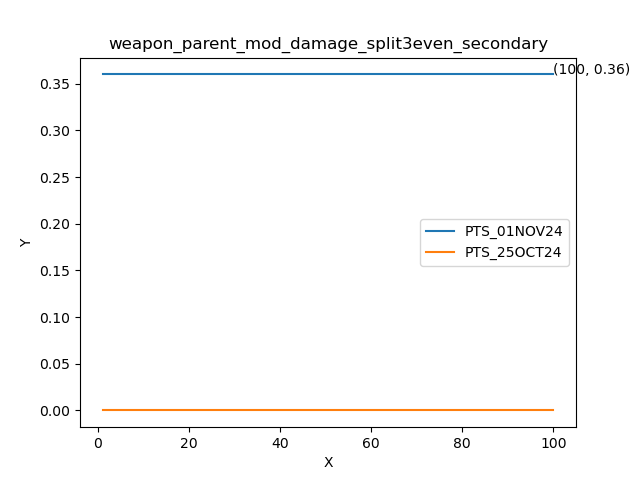 weapon_parent_mod_damage_split3even_secondary
(100, 0.36)
0.35
0.30
0.25
0.20
0.15
0.10
0.05
0.00
Y
PTS_01NOV24
PTS_25OCT24
0 20 40 60 80 100
X